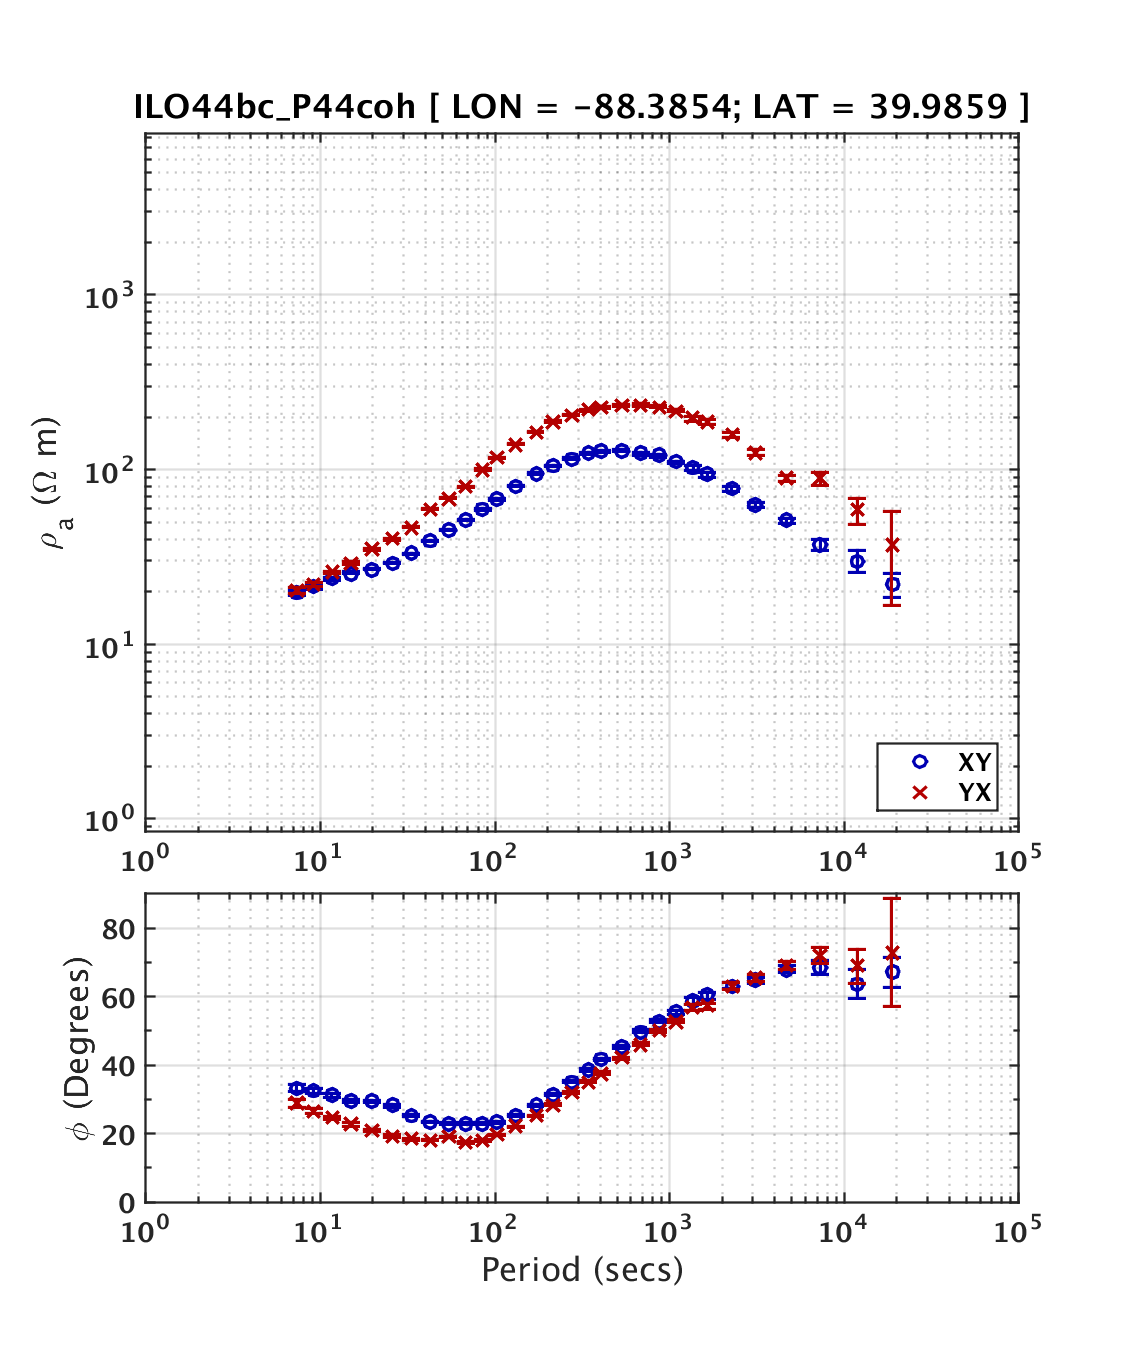 ILO44bc_P44coh [ LON = -88.3854; LAT = 39.9859 ]
10³
10²
10¹
10⁰
ρₐ (Ω m)
XY
YX
10⁰ 10¹ 10² 10³ 10⁴ 10⁵
80
60
40
20
0
ϕ (Degrees)
10⁰ 10¹ 10² 10³ 10⁴ 10⁵
Period (secs)